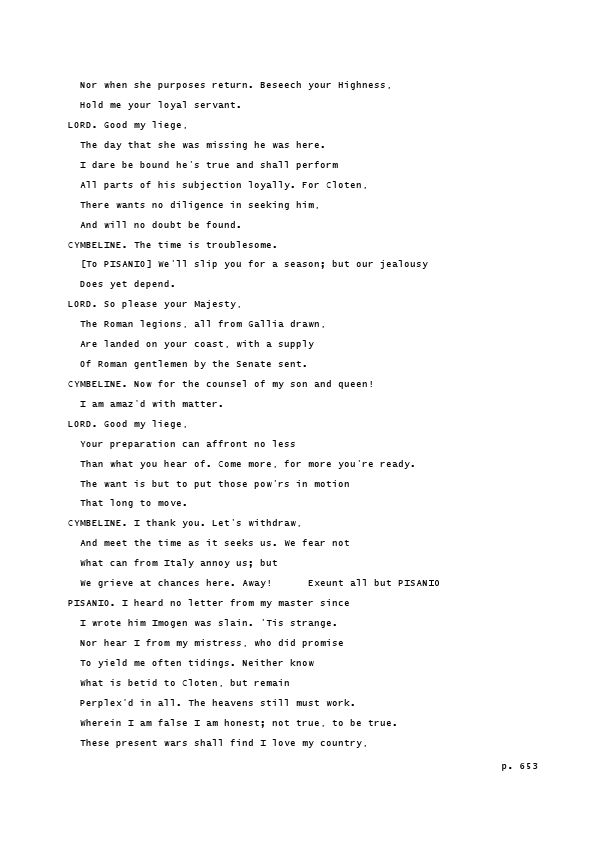 Nor when she purposes return. Beseech your Highness,
Hold me your loyal servant.
LORD. Good my liege,
The day that she was missing he was here.
I dare be bound he's true and shall perform
All parts of his subjection loyally. For Cloten,
There wants no diligence in seeking him,
And will no doubt be found.
CYMBELINE. The time is troublesome.
[To PISANIO] We'll slip you for a season; but our jealousy
Does yet depend.
LORD. So please your Majesty,
The Roman legions, all from Gallia drawn,
Are landed on your coast, with a supply
Of Roman gentlemen by the Senate sent.
CYMBELINE. Now for the counsel of my son and queen!
I am amaz'd with matter.
LORD. Good my liege,
Your preparation can affront no less
Than what you hear of. Come more, for more you're ready.
The want is but to put those pow'rs in motion
That long to move.
CYMBELINE. I thank you. Let's withdraw,
And meet the time as it seeks us. We fear not
What can from Italy annoy us; but
We grieve at chances here. Away!      Exeunt all but PISANIO
PISANIO. I heard no letter from my master since
I wrote him Imogen was slain. 'Tis strange.
Nor hear I from my mistress, who did promise
To yield me often tidings. Neither know
What is betid to Cloten, but remain
Perplex'd in all. The heavens still must work.
Wherein I am false I am honest; not true, to be true.
These present wars shall find I love my country,
p. 653